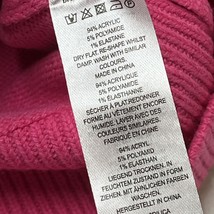 94% ACRYLIC
5% POLYAMIDE
1% ELASTANE
DRY FLAT. RE-SHAPE WHILST
DAMP. WASH WITH SIMILAR
COLOURS.
MADE IN CHINA
94% ACRYLIQUE
5% POLYAMIDE
1% ELASTHANNE
SÉCHER À PLAT.REDONNER
FORME AU VÊTEMENT ENCORE
HUMIDE. LAVER AVEC DES
COULEURS SIMILAIRES.
FABRIQUÉ EN CHINE
94% ACRYL
5% POLYAMID
1% ELASTHAN
LIEGEND TROCKNEN. IN
FEUCHTEM ZUSTAND IN FORM
ZIEHEN. MIT ÄHNLICHEN FARBEN
WASCHEN.
HERGESTELLT IN CHINA